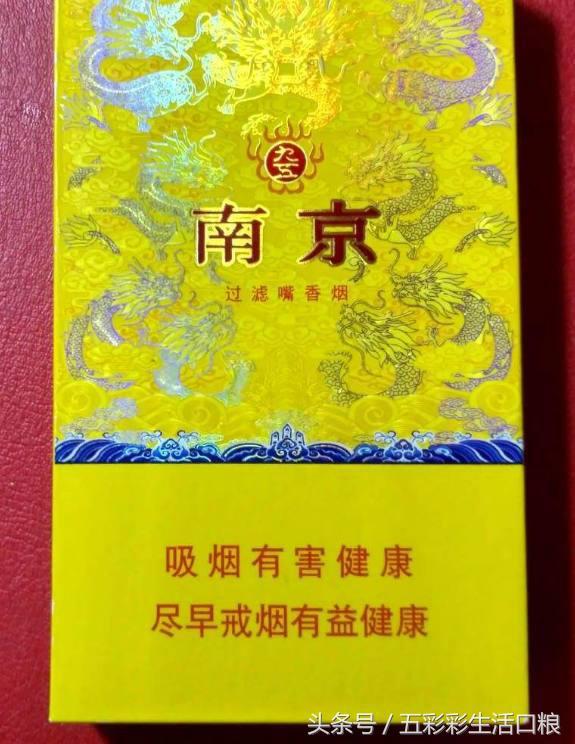 九五
南京
过滤嘴香烟
吸烟有害健康
尽早戒烟有益健康
头条号／五彩彩生活口粮